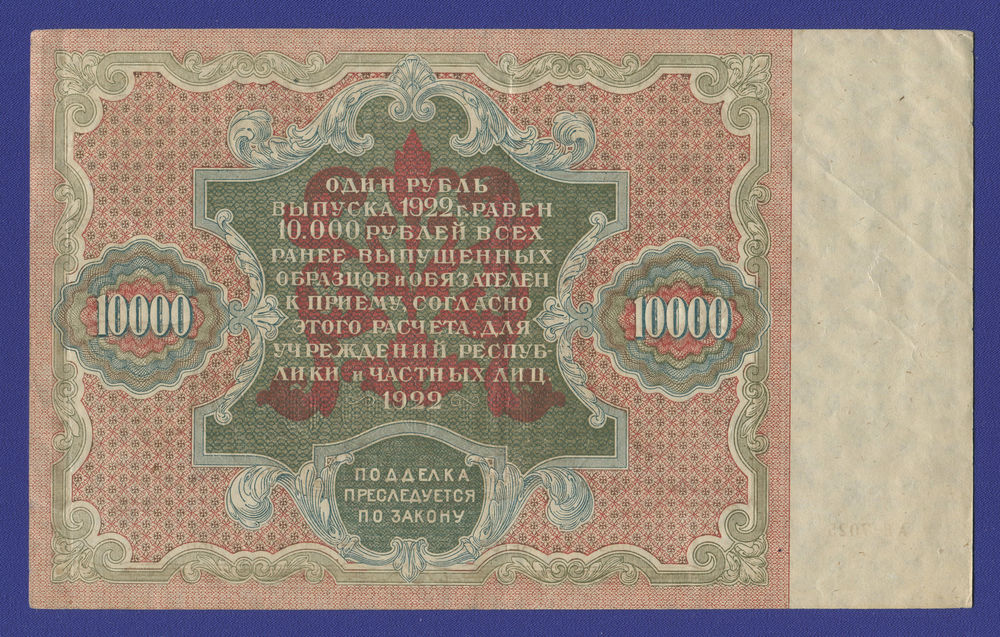 ОДИН РУБЛЬ
ВЫПУСКА 1922 г. РАВЕН
10.000 РУБЛЕЙ ВСЕХ
РАНЕЕ ВЫПУЩЕННЫХ
ОБРАЗЦОВ и ОБЯЗАТЕЛЕН
К ПРИЕМУ, СОГЛАСНО
ЭТОГО РАСЧЕТА, ДЛЯ
УЧРЕЖДЕНИЙ РЕСПУБ-
ЛИКИ и ЧАСТНЫХ ЛИЦ.
1922
10000
10000
ПОДДЕЛКА
ПРЕСЛЕДУЕТСЯ
ПО ЗАКОНУ